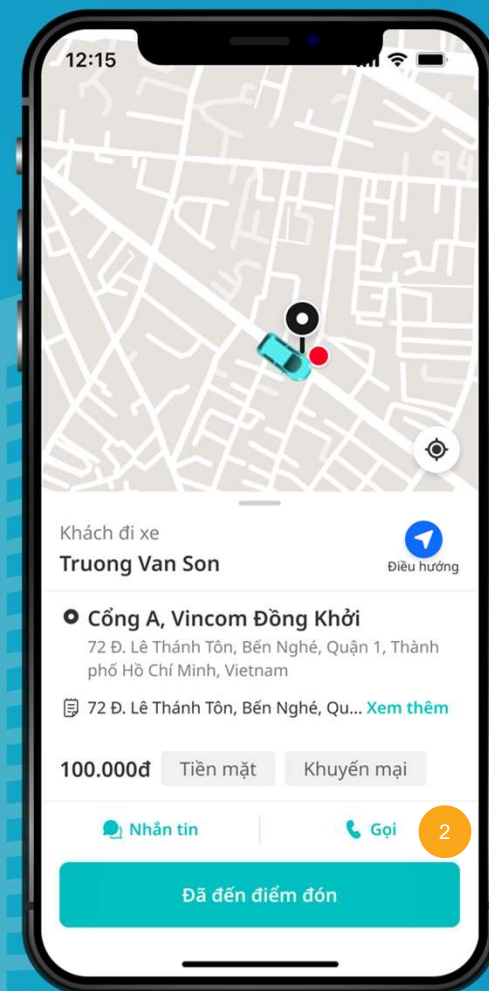 12:15
Khách đi xe
Truong Van Son
Điều hướng
Cổng A, Vincom Đồng Khởi
72 Đ. Lê Thánh Tôn, Bến Nghé, Quận 1, Thành
phố Hồ Chí Minh, Vietnam
72 Đ. Lê Thánh Tôn, Bến Nghé, Qu... Xem thêm
100.000đ Tiền mặt Khuyến mại
Nhắn tin Gọi 2
Đã đến điểm đón